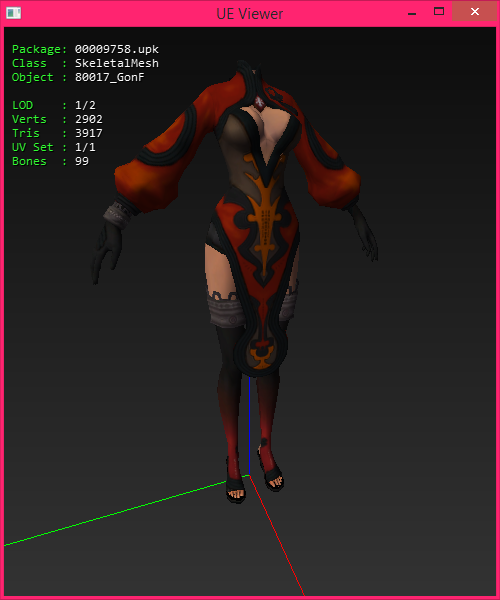 UE Viewer
Package: 00009758.upk
Class : SkeletalMesh
Object : 80017_GonF
LOD : 1/2
Verts : 2902
Tris : 3917
UV Set : 1/1
Bones : 99